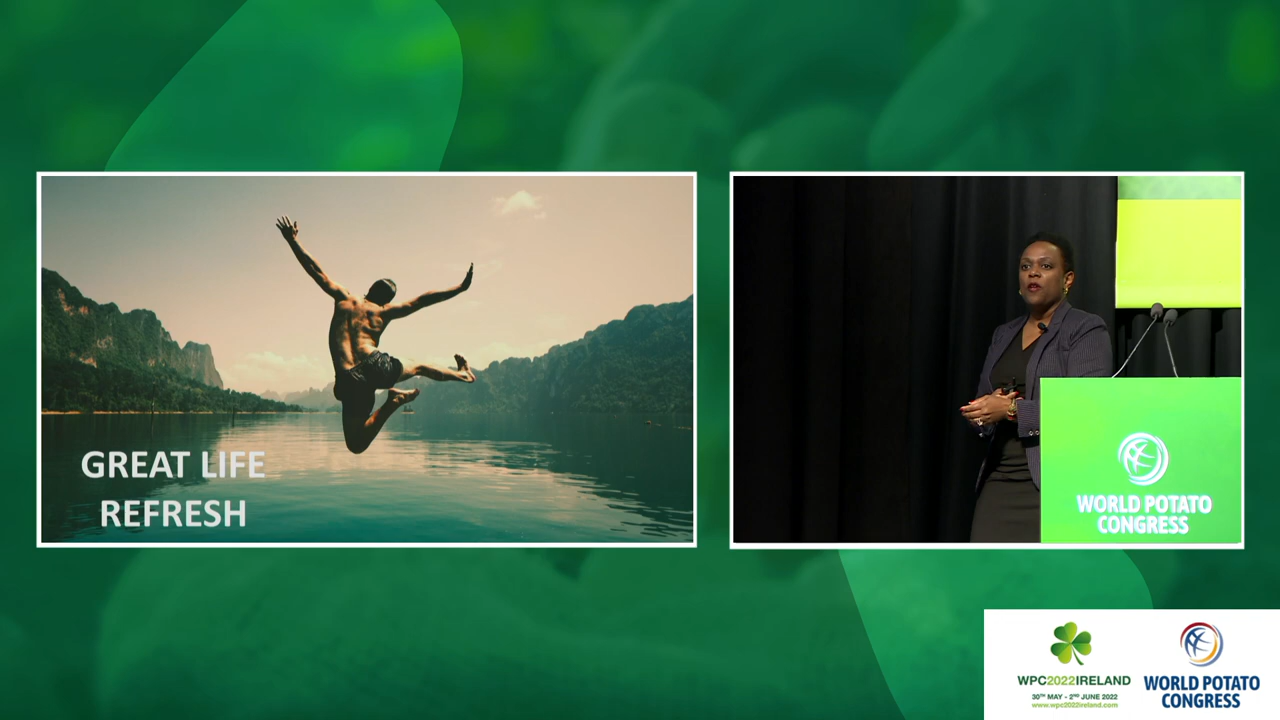 GREAT LIFE
REFRESH
WORLD POTATO
CONGRESS
WPC2022IRELAND
30TH MAY - 2ND JUNE 2022
www.wpc2022ireland.com
WORLD POTATO
CONGRESS